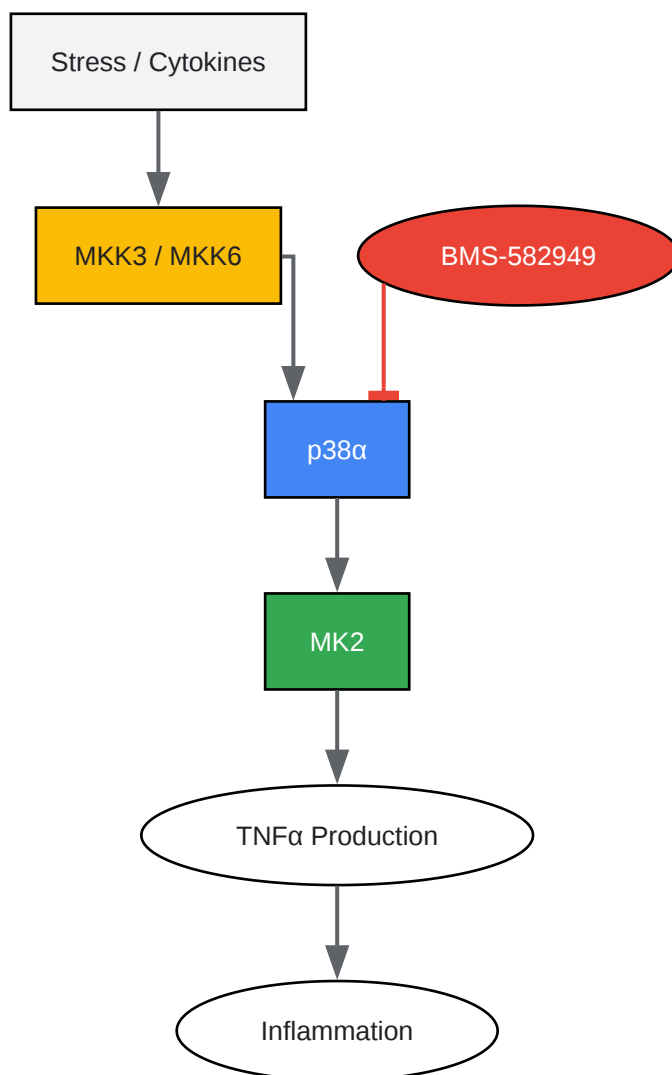 Stress / Cytokines
MKK3 / MKK6
BMS-582949
p38α
MK2
TNFα Production
Inflammation